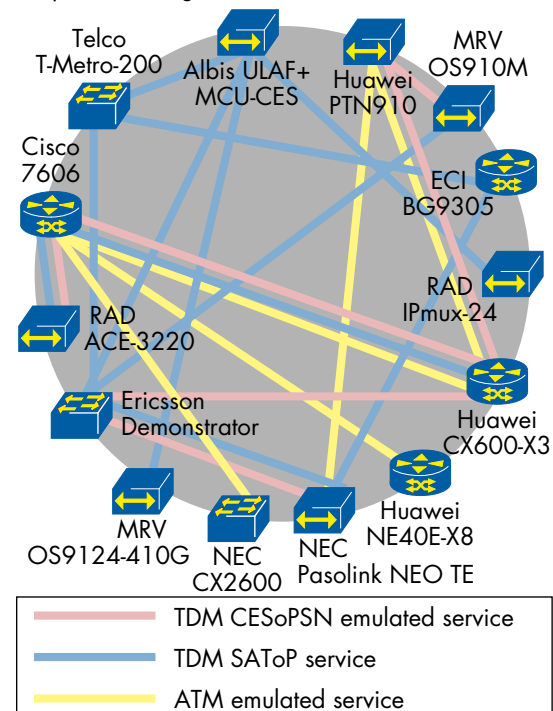 Telco
T-Metro-200
Albis ULAF+
MCU-CES
Huawei
PTN910
MRV
OS910M
Cisco
7606
ECI
BG9305
RAD
IPmux-24
RAD
ACE-3220
Ericsson
Demonstrator
Huawei
CX600-X3
MRV
OS9124-410G
NEC
CX2600
NEC
Pasolink NEO TE
Huawei
NE40E-X8
TDM CESoPSN emulated service
TDM SAToP service
ATM emulated service